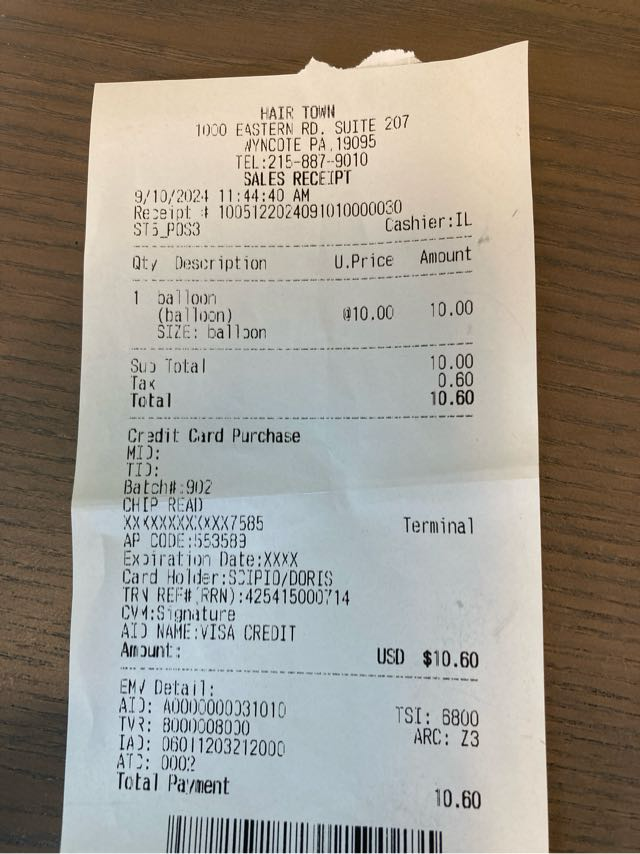 HAIR TOWN
1000 EASTERN RD. SUITE 207
WYNCOTE PA,19095
TEL:215-887-9010
SALES RECEIPT
9/10/2024 11:44:40 AM
Receipt # 1005122024091010000030
ST5_POS3 Cashier:IL
Qty Description U.Price Amount
1 balloon
(balloon) @10.00 10.00
SIZE: balloon
Sub Total 10.00
Tax 0.60
Total 10.60
Credit Card Purchase
MID:
TID:
Batch#:902
CHIP READ
XXXXXXXXXXXX7585 Terminal
AP CODE:553589
Expiration Date:XXXX
Card Holder:SCIPIO/DORIS
TRN REF#(RRN):425415000714
CVM:Signature
AID NAME:VISA CREDIT
Amount: USD $10.60
EMV Detail:
AID: A0000000031010 TSI: 6800
TVR: 8000008000 ARC: Z3
IAD: 06011203212000
ATC: 0002
Total Payment 10.60